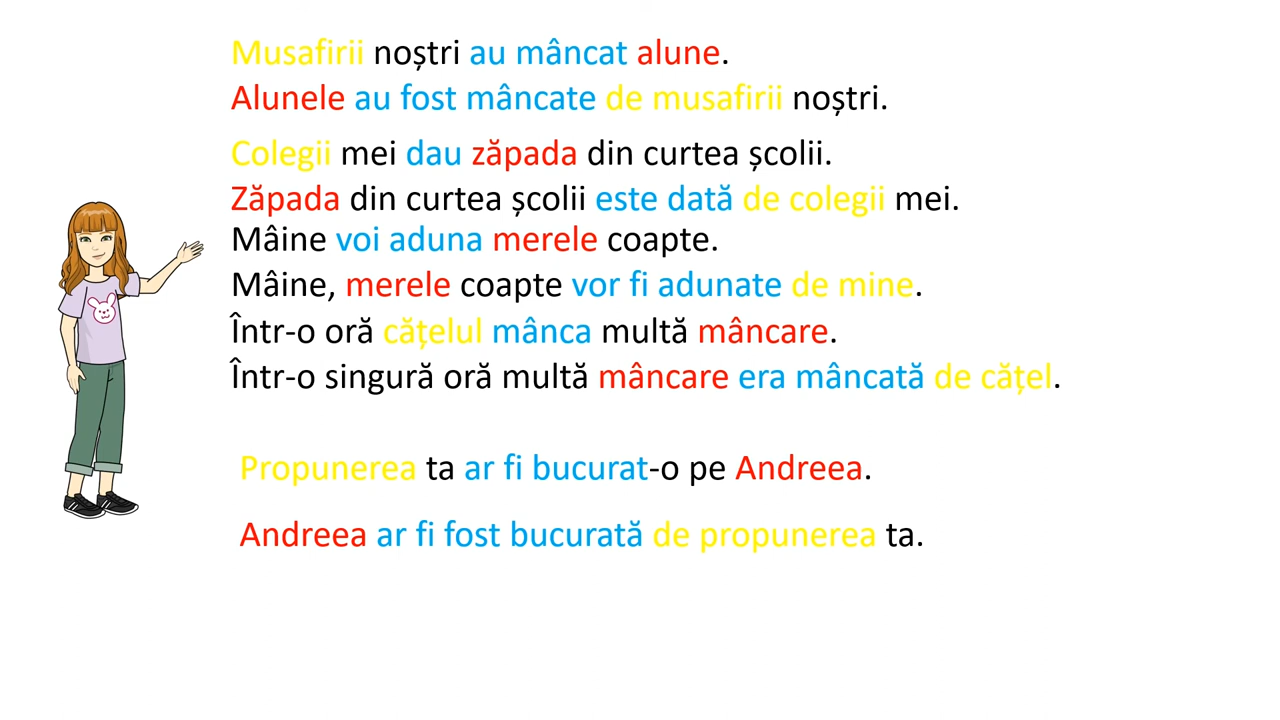 Musafirii noștri au mâncat alune.
Alunele au fost mâncate de musafirii noștri.
Colegii mei dau zăpada din curtea școlii.
Zăpada din curtea școlii este dată de colegii mei.
Mâine voi aduna merele coapte.
Mâine, merele coapte vor fi adunate de mine.
Într-o oră cățelul mânca multă mâncare.
Într-o singură oră multă mâncare era mâncată de cățel.
Propunerea ta ar fi bucurat-o pe Andreea.
Andreea ar fi fost bucurată de propunerea ta.